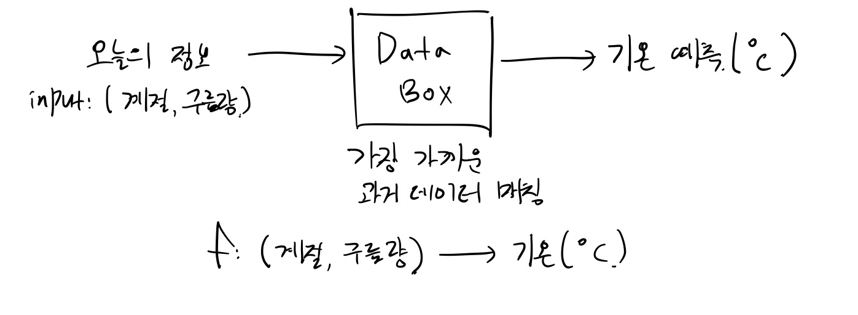 오늘의 정보 → Data Box → 기온 예측(°C)
input: (계절, 구름량)
가장 가까운
과거 데이터 매칭
f: (계절, 구름량) → 기온(°C)